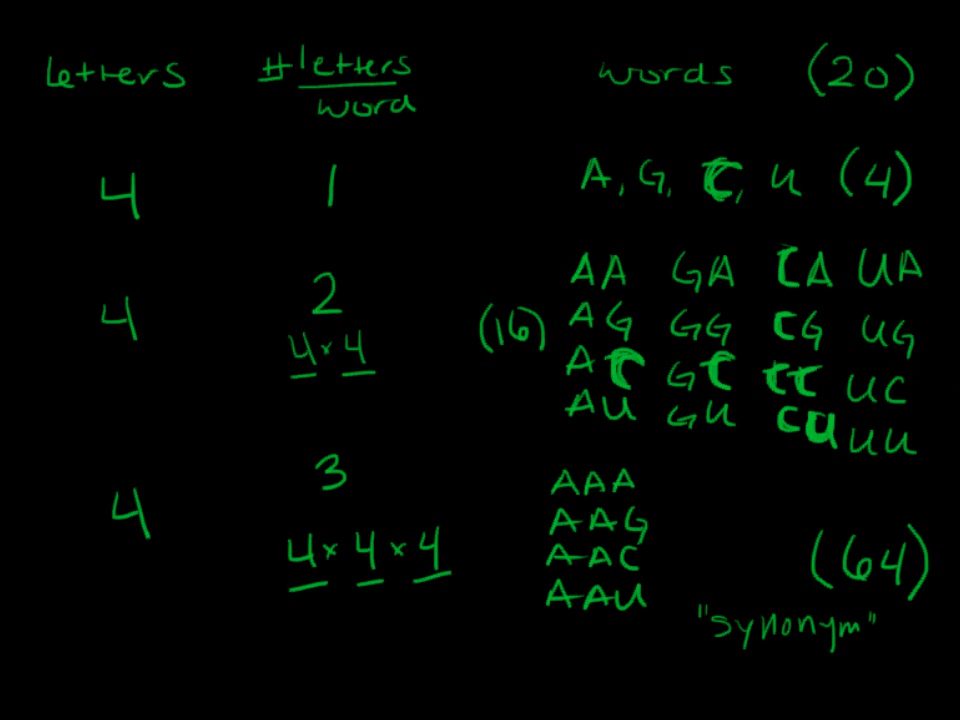 letters #letters words (20)
word
4 1 A, G, C, U (4)
4 2 (16) AA GA CA UA
AG GG CG UG
4 × 4 AC GC CC UC
AU GU CU UU
4 3 AAA
AAG
4 × 4 × 4 AAC (64)
AAU
"synonym"